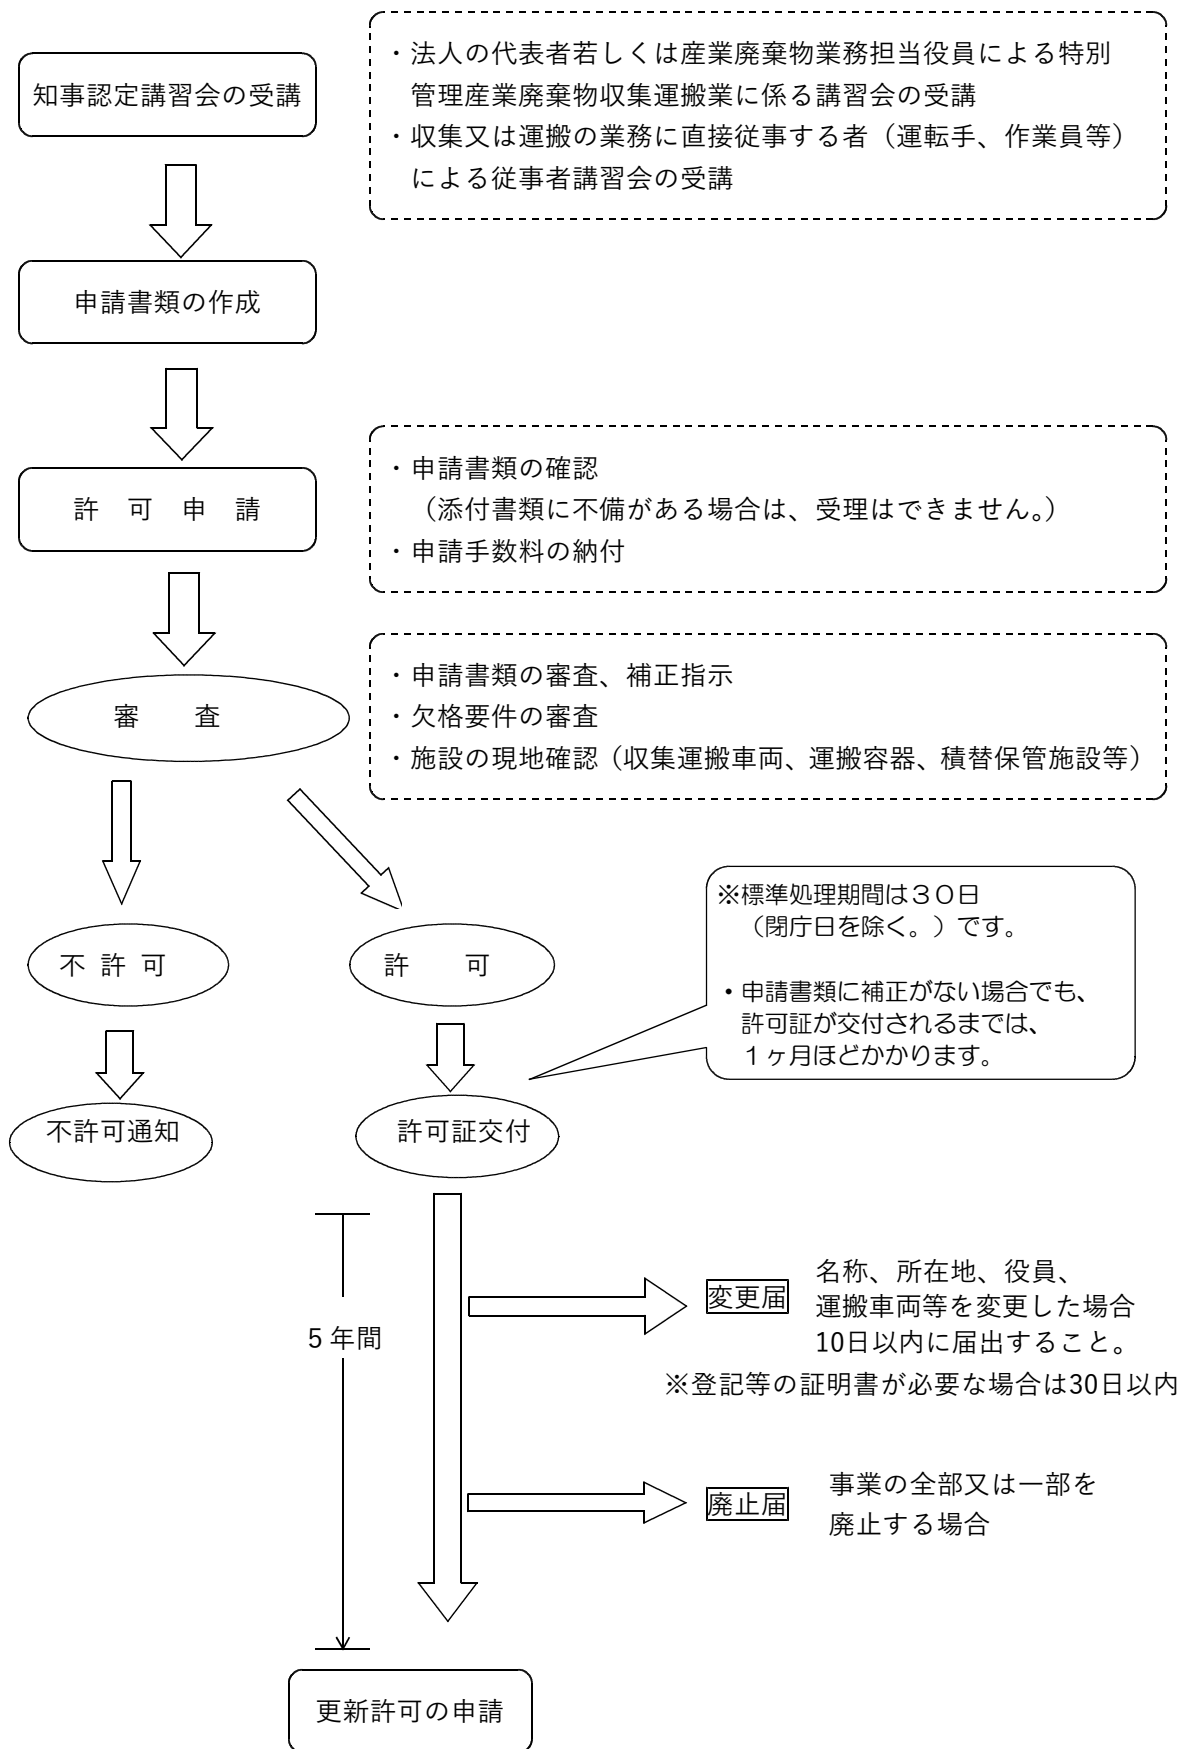 知事認定講習会の受講
・法人の代表者若しくは産業廃棄物業務担当役員による特別
管理産業廃棄物収集運搬業に係る講習会の受講
・収集又は運搬の業務に直接従事する者（運転手、作業員等）
による従事者講習会の受講
申請書類の作成
許　可　申　請
・申請書類の確認
（添付書類に不備がある場合は、受理はできません。）
・申請手数料の納付
審　　査
・申請書類の審査、補正指示
・欠格要件の審査
・施設の現地確認（収集運搬車両、運搬容器、積替保管施設等）
不 許 可
許　　可
※標準処理期間は３０日
（閉庁日を除く。）です。
・申請書類に補正がない場合でも、
許可証が交付されるまでは、
１ヶ月ほどかかります。
不許可通知
許可証交付
5年間
変更届
名称、所在地、役員、
運搬車両等を変更した場合
10日以内に届出すること。
※登記等の証明書が必要な場合は30日以内
廃止届
事業の全部又は一部を
廃止する場合
更新許可の申請